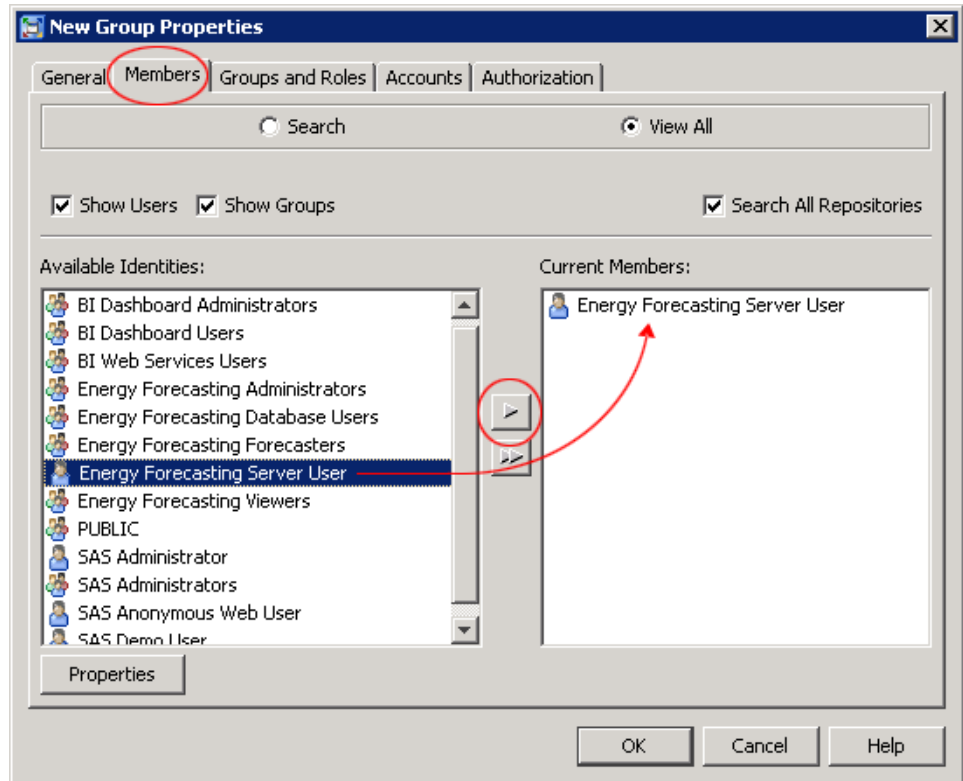 New Group Properties
General Members Groups and Roles Accounts Authorization
Search View All
Show Users Show Groups Search All Repositories
Available Identities: Current Members:
BI Dashboard Administrators Energy Forecasting Server User
BI Dashboard Users
BI Web Services Users
Energy Forecasting Administrators
Energy Forecasting Database Users
Energy Forecasting Forecasters
Energy Forecasting Server User
Energy Forecasting Viewers
PUBLIC
SAS Administrator
SAS Administrators
SAS Anonymous Web User
SAS Demo User
Properties
OK Cancel Help